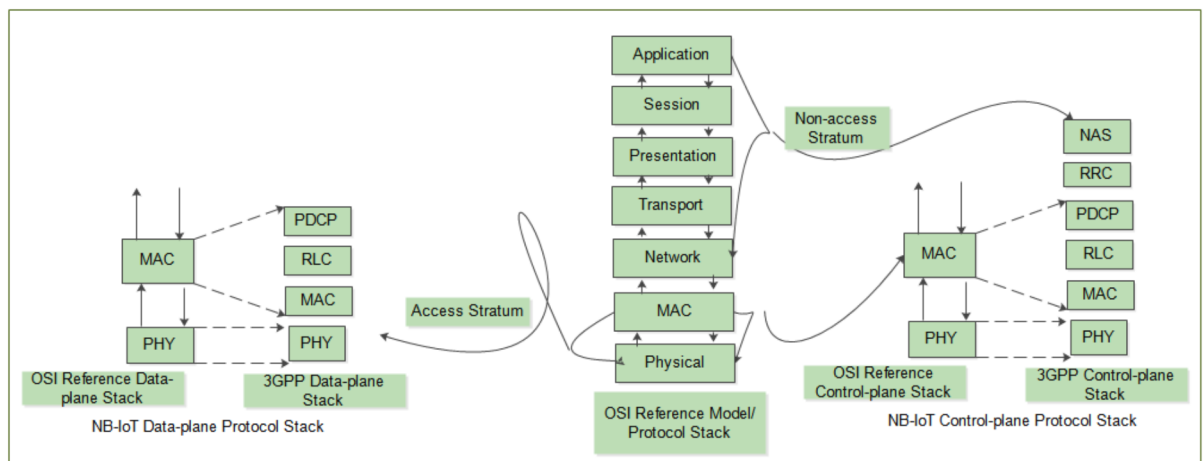 Application
Session
Presentation
Transport
Network
MAC
Physical
OSI Reference Model/
Protocol Stack
Non-access
Stratum
Access Stratum
MAC
PHY
OSI Reference Data-
plane Stack
PDCP
RLC
MAC
PHY
3GPP Data-plane
Stack
NB-IoT Data-plane Protocol Stack
MAC
PHY
OSI Reference
Control-plane Stack
NAS
RRC
PDCP
RLC
MAC
PHY
3GPP Control-plane
Stack
NB-IoT Control-plane Protocol Stack